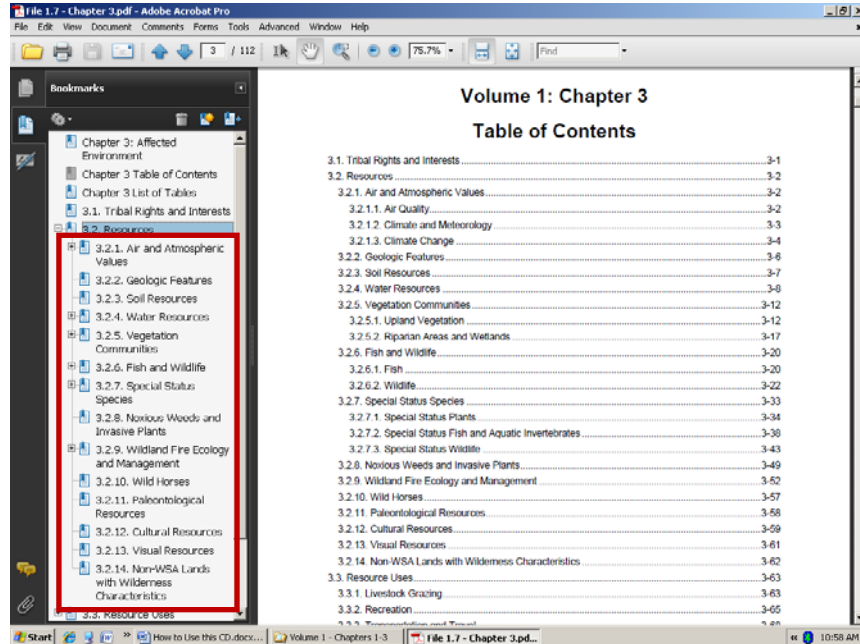 File 1.7 - Chapter 3.pdf - Adobe Acrobat Pro
File Edit View Document Comments Forms Tools Advanced Window Help
3 / 112 75.7% Find
Bookmarks
Chapter 3: Affected
Environment
Chapter 3 Table of Contents
Chapter 3 List of Tables
3.1. Tribal Rights and Interests
3.2. Resources
3.2.1. Air and Atmospheric
Values
3.2.2. Geologic Features
3.2.3. Soil Resources
3.2.4. Water Resources
3.2.5. Vegetation
Communities
3.2.6. Fish and Wildlife
3.2.7. Special Status
Species
3.2.8. Noxious Weeds and
Invasive Plants
3.2.9. Wildland Fire Ecology
and Management
3.2.10. Wild Horses
3.2.11. Paleontological
Resources
3.2.12. Cultural Resources
3.2.13. Visual Resources
3.2.14. Non-WSA Lands
with Wilderness
Characteristics
3.3. Resource Uses
Volume 1: Chapter 3
Table of Contents
3.1. Tribal Rights and Interests 3-1
3.2. Resources 3-2
3.2.1. Air and Atmospheric Values 3-2
3.2.1.1. Air Quality 3-2
3.2.1.2. Climate and Meteorology 3-3
3.2.1.3. Climate Change 3-4
3.2.2. Geologic Features 3-6
3.2.3. Soil Resources 3-7
3.2.4. Water Resources 3-8
3.2.5. Vegetation Communities 3-12
3.2.5.1. Upland Vegetation 3-12
3.2.5.2. Riparian Areas and Wetlands 3-17
3.2.6. Fish and Wildlife 3-20
3.2.6.1. Fish 3-20
3.2.6.2. Wildlife 3-22
3.2.7. Special Status Species 3-33
3.2.7.1. Special Status Plants 3-34
3.2.7.2. Special Status Fish and Aquatic Invertebrates 3-38
3.2.7.3. Special Status Wildlife 3-43
3.2.8. Noxious Weeds and Invasive Plants 3-49
3.2.9. Wildland Fire Ecology and Management 3-52
3.2.10. Wild Horses 3-57
3.2.11. Paleontological Resources 3-58
3.2.12. Cultural Resources 3-59
3.2.13. Visual Resources 3-61
3.2.14. Non-WSA Lands with Wilderness Characteristics 3-62
3.3. Resource Uses 3-63
3.3.1. Livestock Grazing 3-63
3.3.2. Recreation 3-65
Start How to Use this CD.docx... Volume 1 - Chapters 1-3 File 1.7 - Chapter 3.pd... 10:58 AM